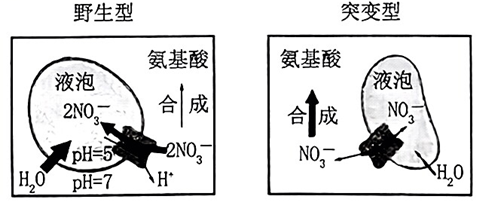 野生型
液泡
氨基酸
合成
2NO₃⁻
2NO₃⁻
pH=5
H₂O
pH=7
H⁺
突变型
氨基酸
液泡
合成
NO₃⁻
NO₃⁻
H₂O